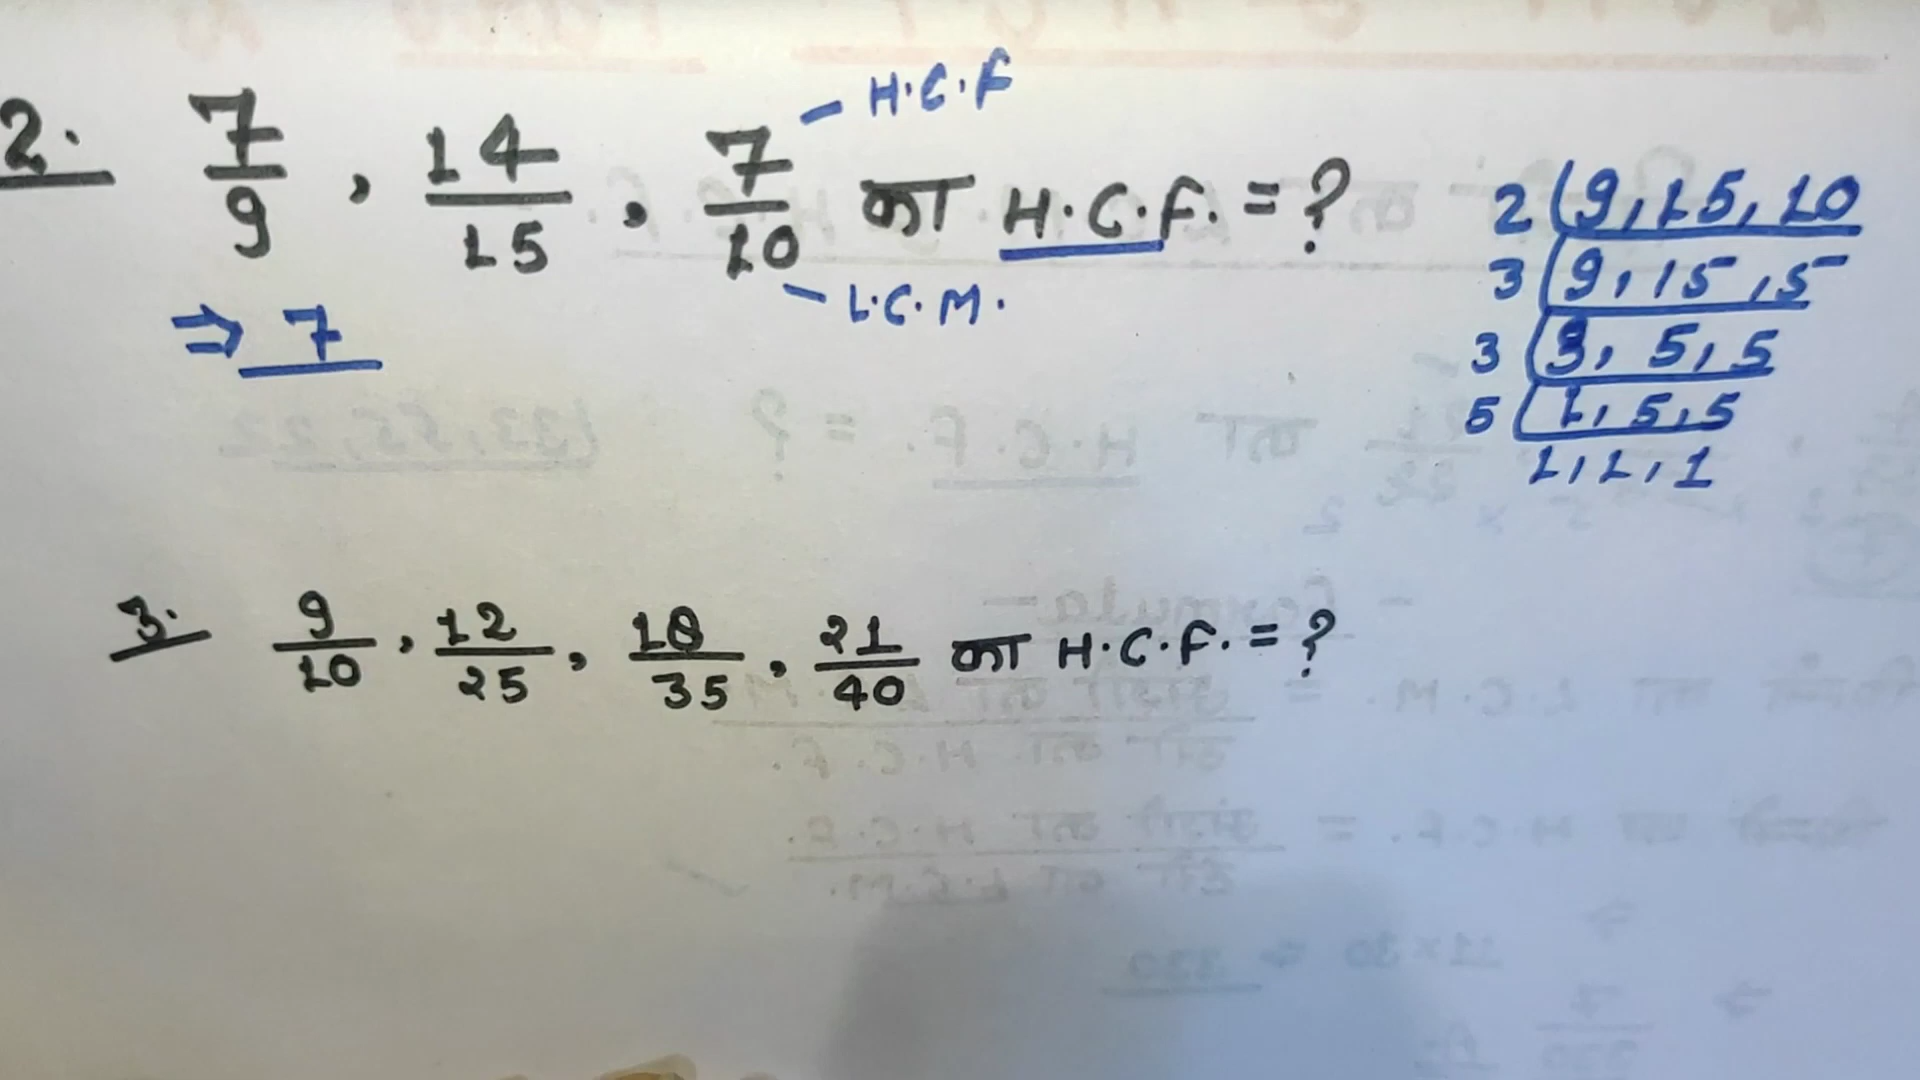 2. 7/9 , 14/15 , 7/10 का H.C.F. = ?
– H.C.F
– L.C.M.
⇒ 7
2 (9, 15, 10
3 (9, 15, 5
3 (3, 5, 5
5 (1, 5, 5
1, 1, 1
3. 9/10 , 12/25 , 18/35 , 21/40 का H.C.F. = ?